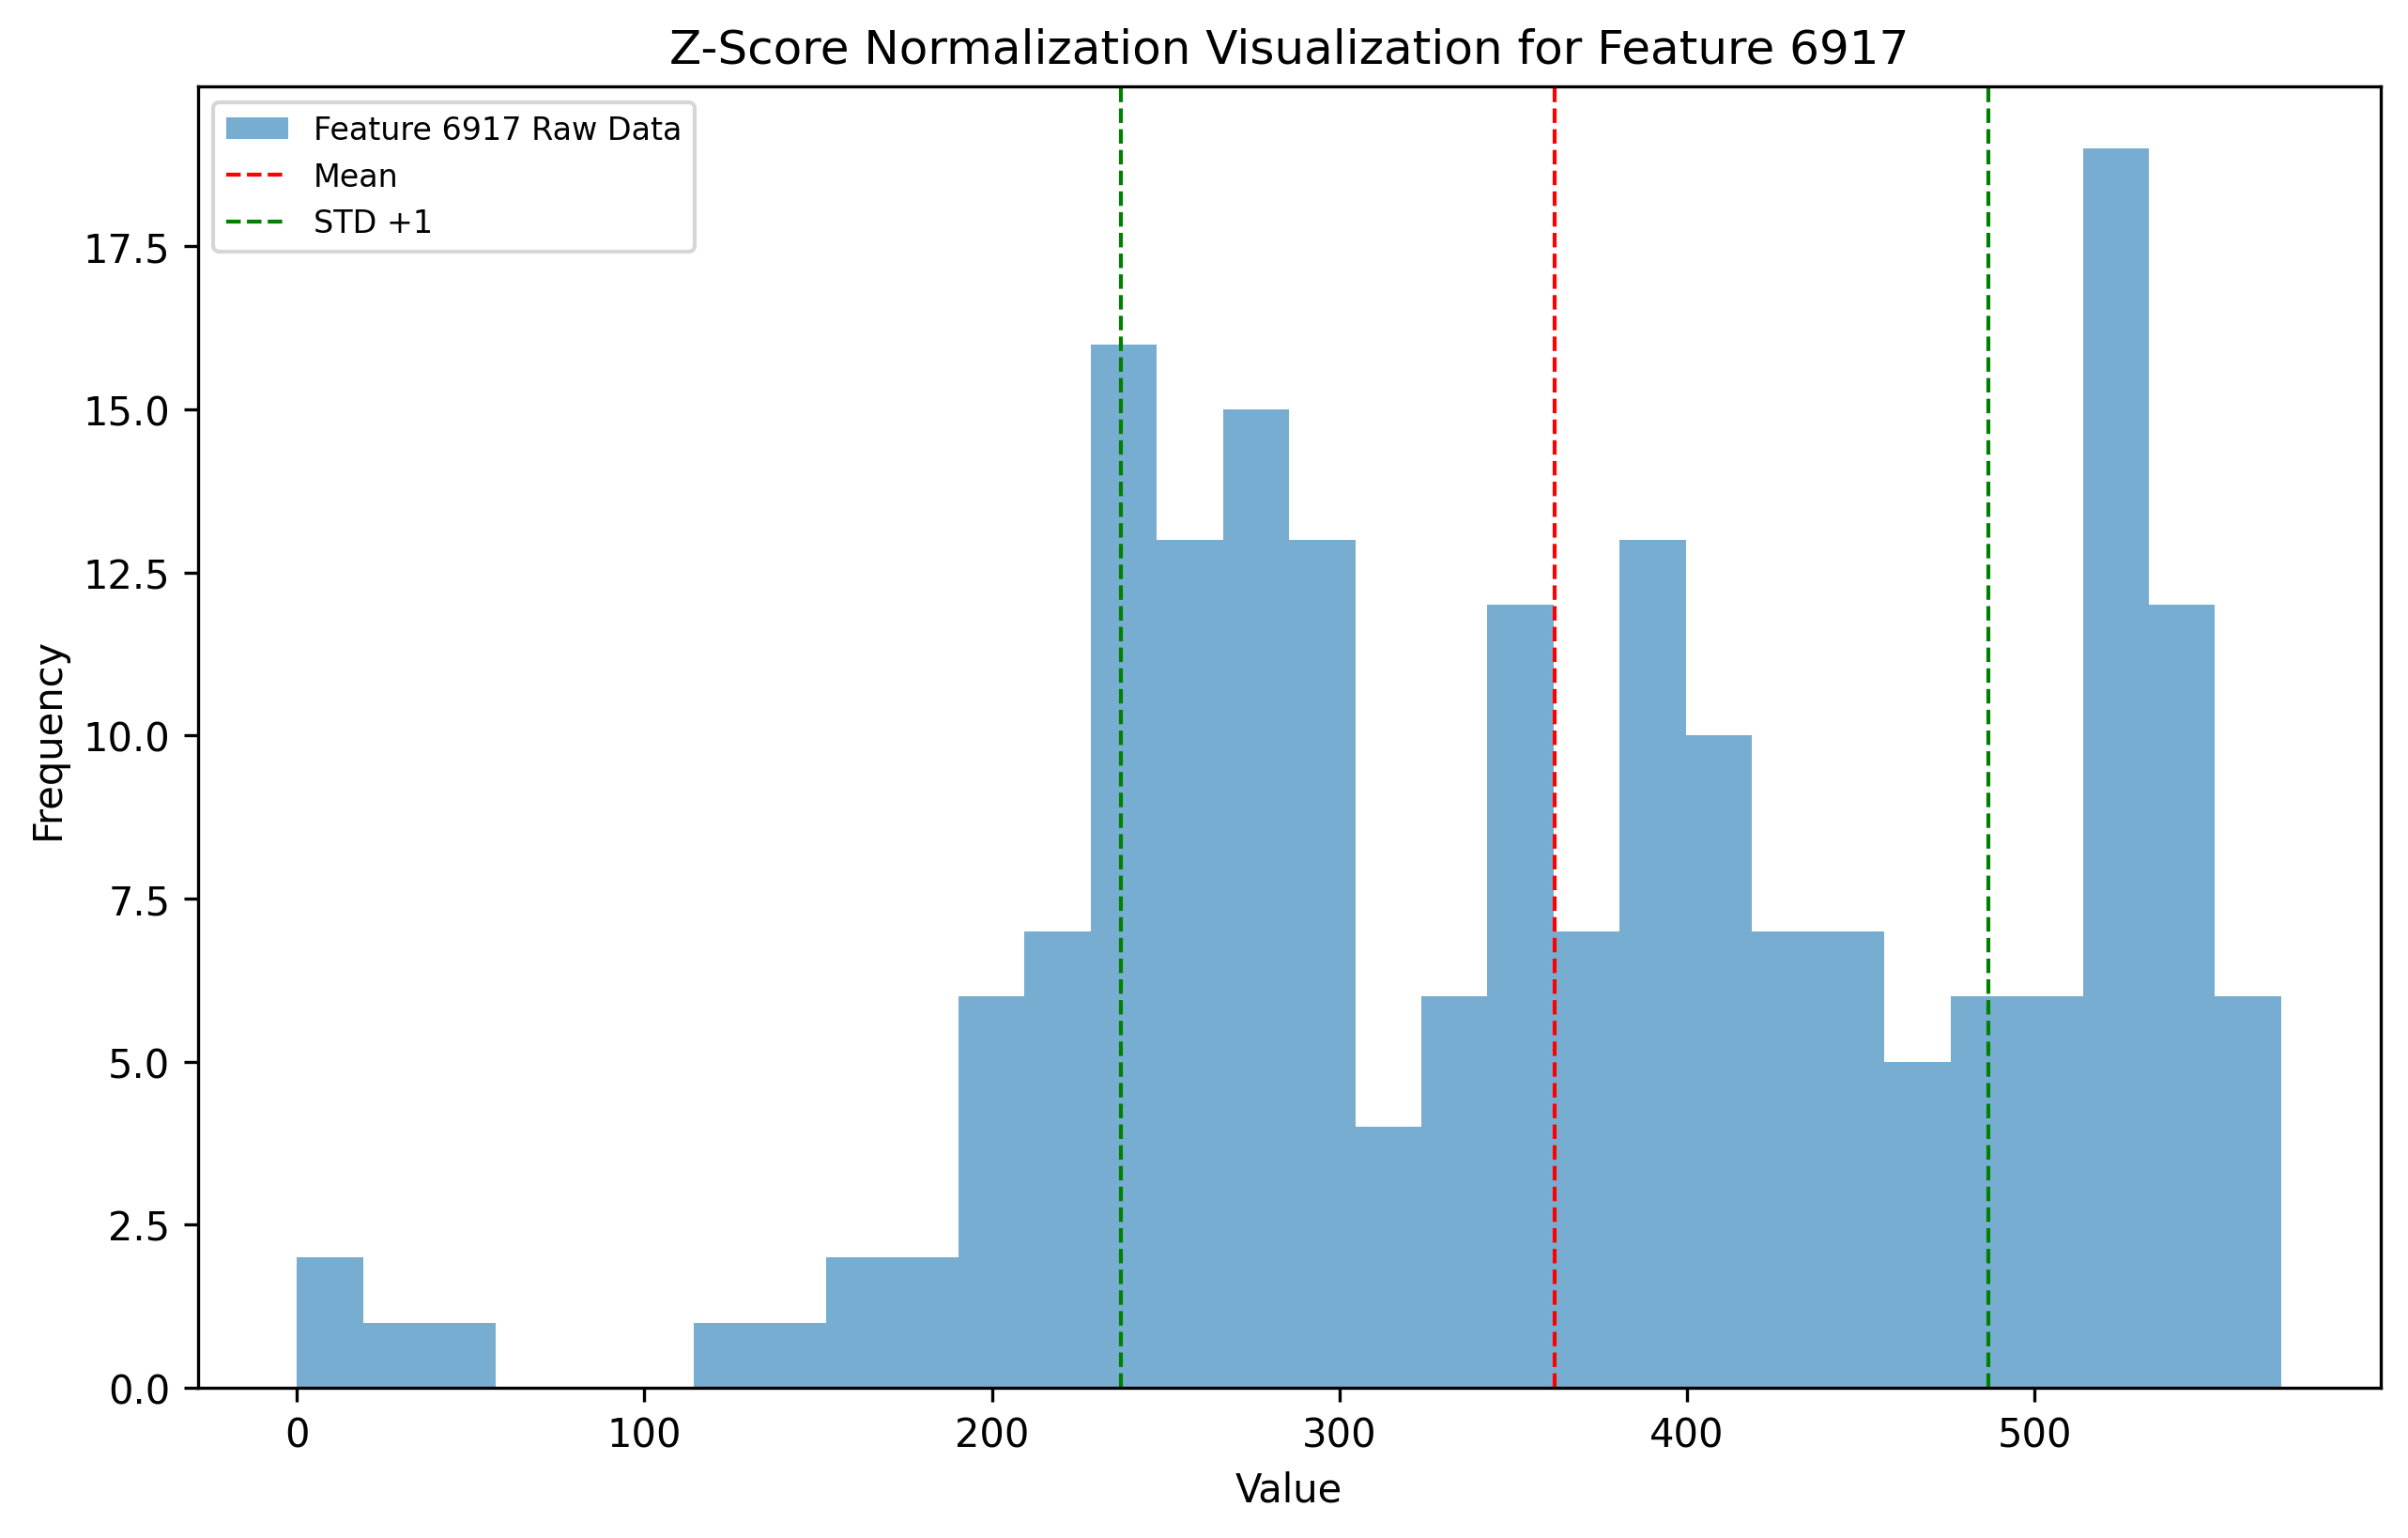 Z-Score Normalization Visualization for Feature 6917
Feature 6917 Raw Data
Mean
STD +1
17.5
15.0
12.5
10.0
7.5
5.0
2.5
0.0
Frequency
0 100 200 300 400 500
Value